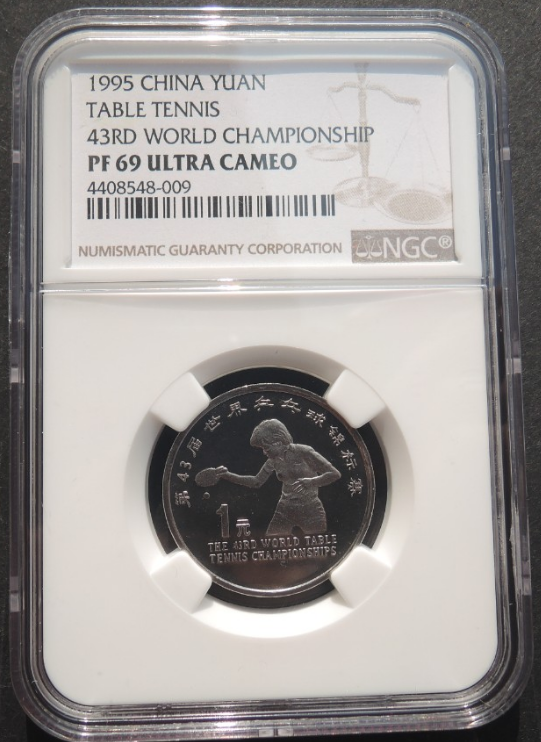 1995 CHINA YUAN
TABLE TENNIS
43RD WORLD CHAMPIONSHIP
PF 69 ULTRA CAMEO
4408548-009
NUMISMATIC GUARANTY CORPORATION
NGC®
第43届世界乒乓球锦标赛
1元
THE 43RD WORLD TABLE
TENNIS CHAMPIONSHIPS